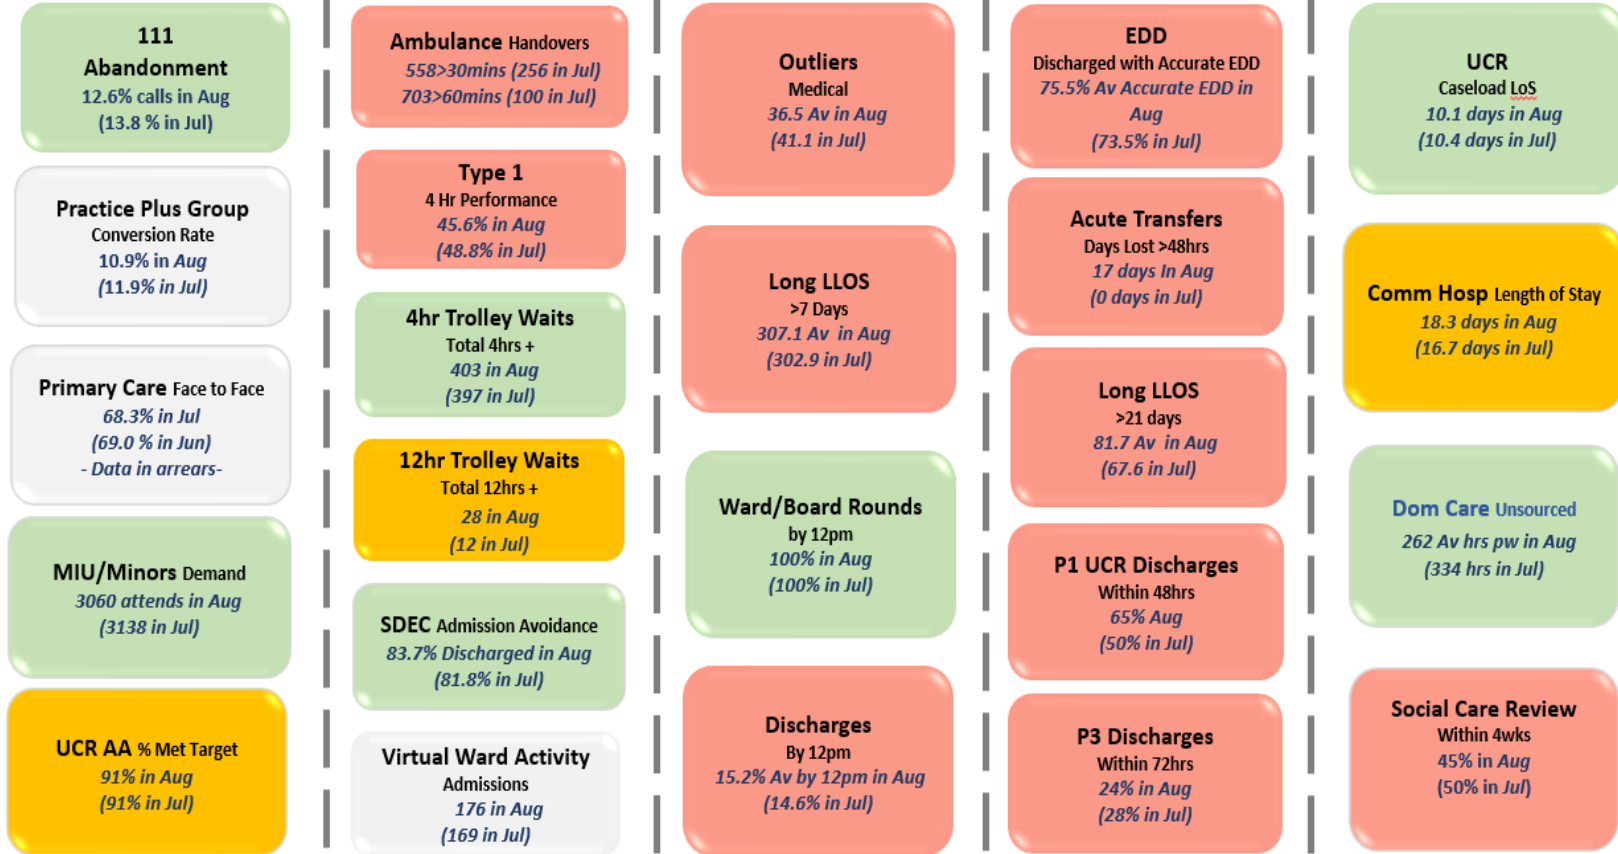 111
Abandonment
12.6% calls in Aug
(13.8 % in Jul)
Practice Plus Group
Conversion Rate
10.9% in Aug
(11.9% in Jul)
Primary Care Face to Face
68.3% in Jul
(69.0 % in Jun)
- Data in arrears-
MIU/Minors Demand
3060 attends in Aug
(3138 in Jul)
UCR AA % Met Target
91% in Aug
(91% in Jul)
Ambulance Handovers
558>30mins (256 in Jul)
703>60mins (100 in Jul)
Type 1
4 Hr Performance
45.6% in Aug
(48.8% in Jul)
4hr Trolley Waits
Total 4hrs +
403 in Aug
(397 in Jul)
12hr Trolley Waits
Total 12hrs +
28 in Aug
(12 in Jul)
SDEC Admission Avoidance
83.7% Discharged in Aug
(81.8% in Jul)
Virtual Ward Activity
Admissions
176 in Aug
(169 in Jul)
Outliers
Medical
36.5 Av in Aug
(41.1 in Jul)
Long LLOS
>7 Days
307.1 Av in Aug
(302.9 in Jul)
Ward/Board Rounds
by 12pm
100% in Aug
(100% in Jul)
Discharges
By 12pm
15.2% Av by 12pm in Aug
(14.6% in Jul)
EDD
Discharged with Accurate EDD
75.5% Av Accurate EDD in
Aug
(73.5% in Jul)
Acute Transfers
Days Lost >48hrs
17 days In Aug
(0 days in Jul)
Long LLOS
>21 days
81.7 Av in Aug
(67.6 in Jul)
P1 UCR Discharges
Within 48hrs
65% Aug
(50% in Jul)
P3 Discharges
Within 72hrs
24% in Aug
(28% in Jul)
UCR
Caseload LoS
10.1 days in Aug
(10.4 days in Jul)
Comm Hosp Length of Stay
18.3 days in Aug
(16.7 days in Jul)
Dom Care Unsourced
262 Av hrs pw in Aug
(334 hrs in Jul)
Social Care Review
Within 4wks
45% in Aug
(50% in Jul)